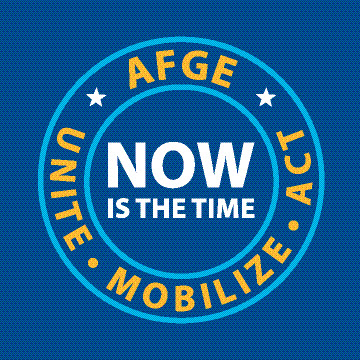 AFGE
NOW
IS THE TIME
UNITE • MOBILIZE • ACT